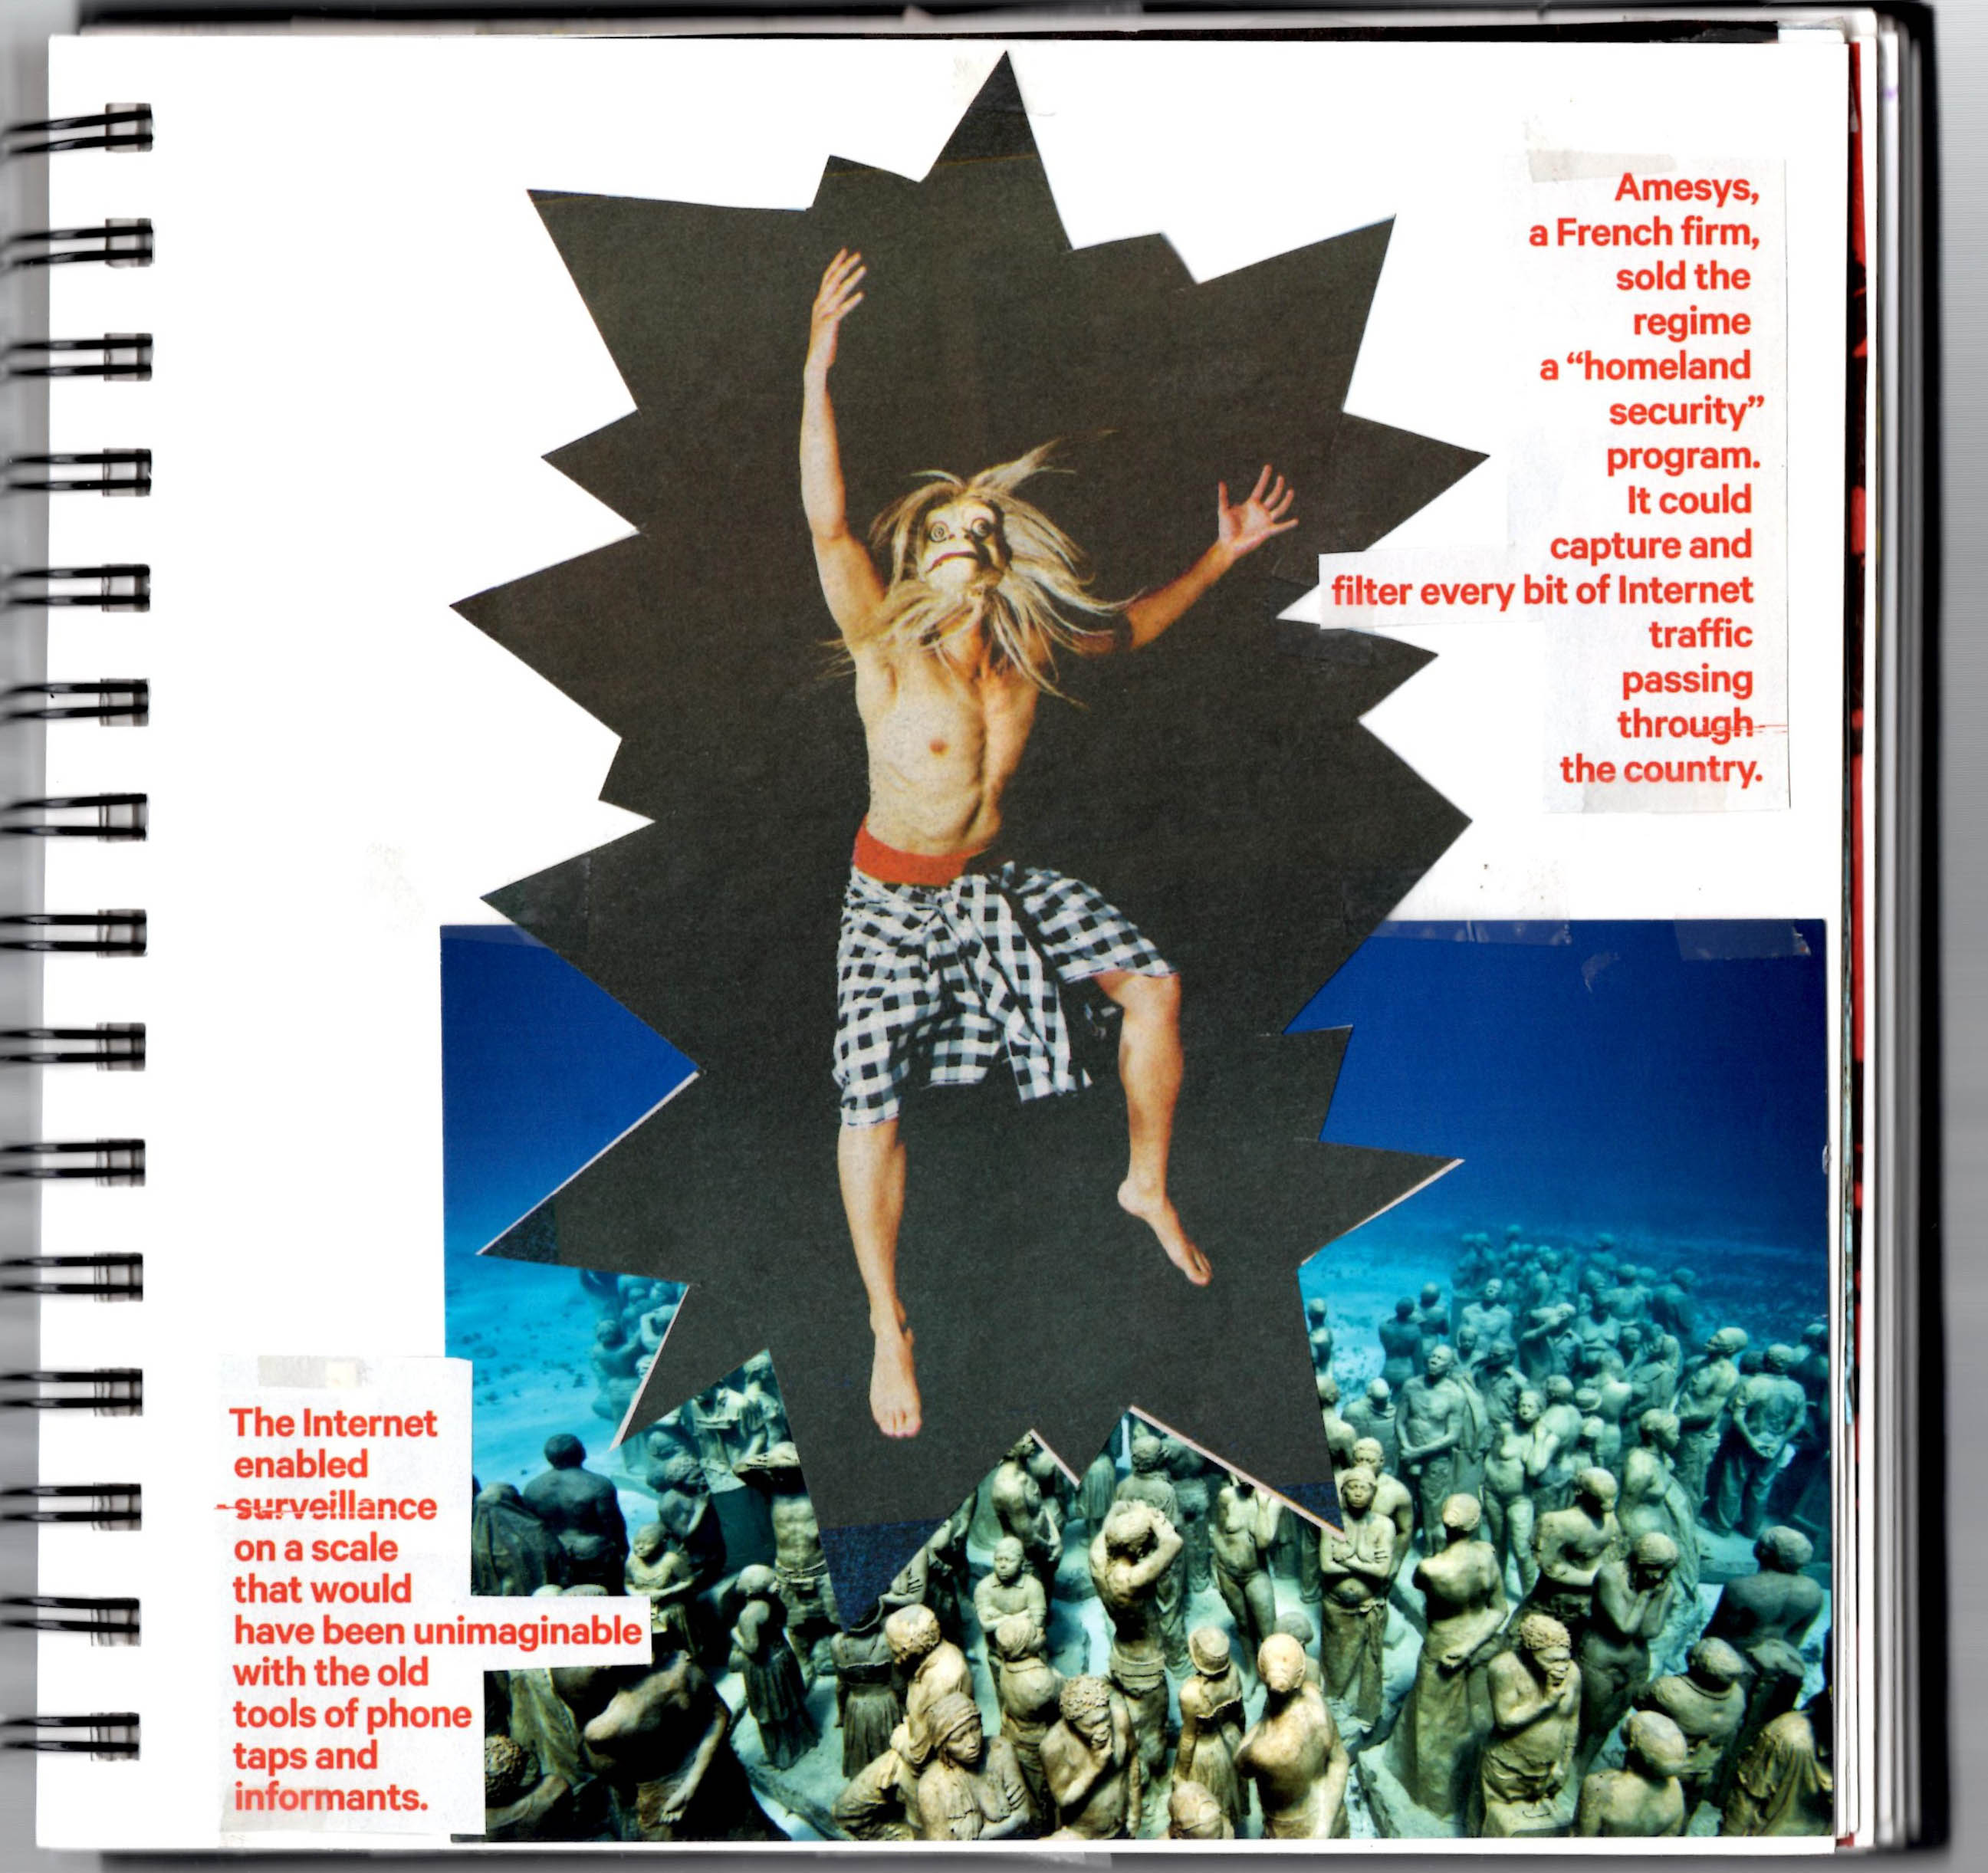 Amesys,
a French firm,
sold the
regime
a “homeland
security”
program.
It could
capture and
filter every bit of Internet
traffic
passing
through
the country.
The Internet
enabled
surveillance
on a scale
that would
have been unimaginable
with the old
tools of phone
taps and
informants.